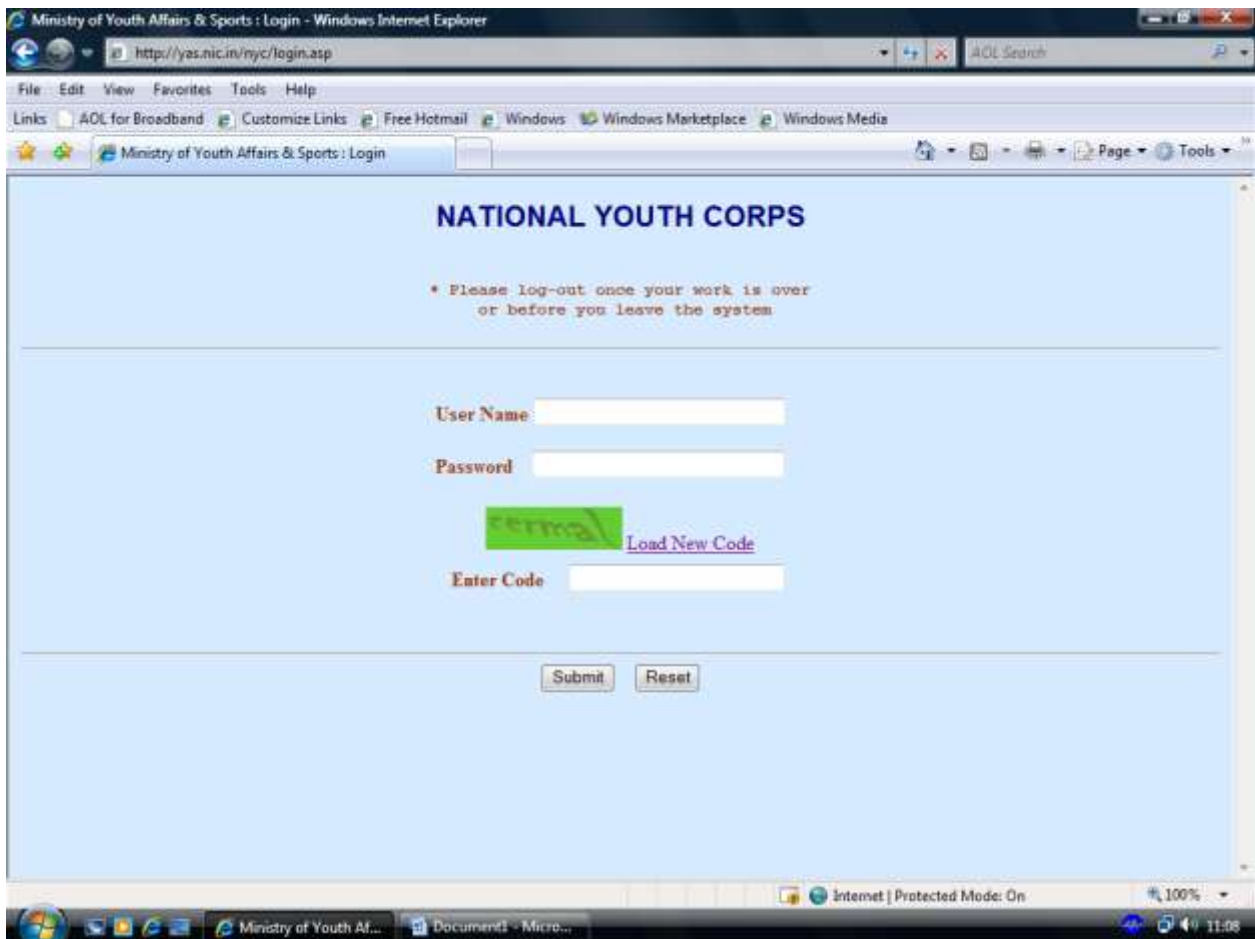 Ministry of Youth Affairs & Sports : Login - Windows Internet Explorer
http://yas.nic.in/nyc/login.asp
AOL Search
File Edit View Favorites Tools Help
Links AOL for Broadband Customize Links Free Hotmail Windows Windows Marketplace Windows Media
Ministry of Youth Affairs & Sports : Login
Page Tools
NATIONAL YOUTH CORPS
* Please log-out once your work is over
or before you leave the system
User Name
Password
Load New Code
Enter Code
Submit Reset
Internet | Protected Mode: On
100%
Ministry of Youth Af...
Document1 - Micro...
11:08